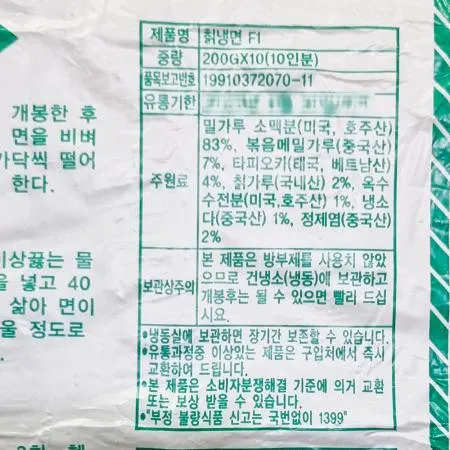 개봉한 후
면을 비벼
가닥씩 떨어
한다.
이상끓는 물
을 넣고 40
삶아 면이
울 정도로
제품명 칡냉면 F1
중량 200GX10(10인분)
품목보고번호 19910372070-11
유통기한
주원료
밀가루 소맥분(미국, 호주산)
83%, 볶음메밀가루(중국산)
7%, 타피오카(태국, 베트남산)
4%, 칡가루(국내산) 2%, 옥수
수전분(미국,호주산) 1%, 냉소
다(중국산) 1%, 정제염(중국산)
2%
보관상주의
본 제품은 방부제를 사용치 않았
으므로 건냉소(냉동)에 보관하고
개봉후는 될 수 있으면 빨리 드십
시요.
•냉동실에 보관하면 장기간 보존할 수 있습니다.
•유통과정중 이상있는 제품은 구입처에서 즉시
교환하여 드립니다.
•본 제품은 소비자분쟁해결 기준에 의거 교환
또는 보상 받을 수 있습니다.
•"부정 불량식품 신고는 국번없이 1399"